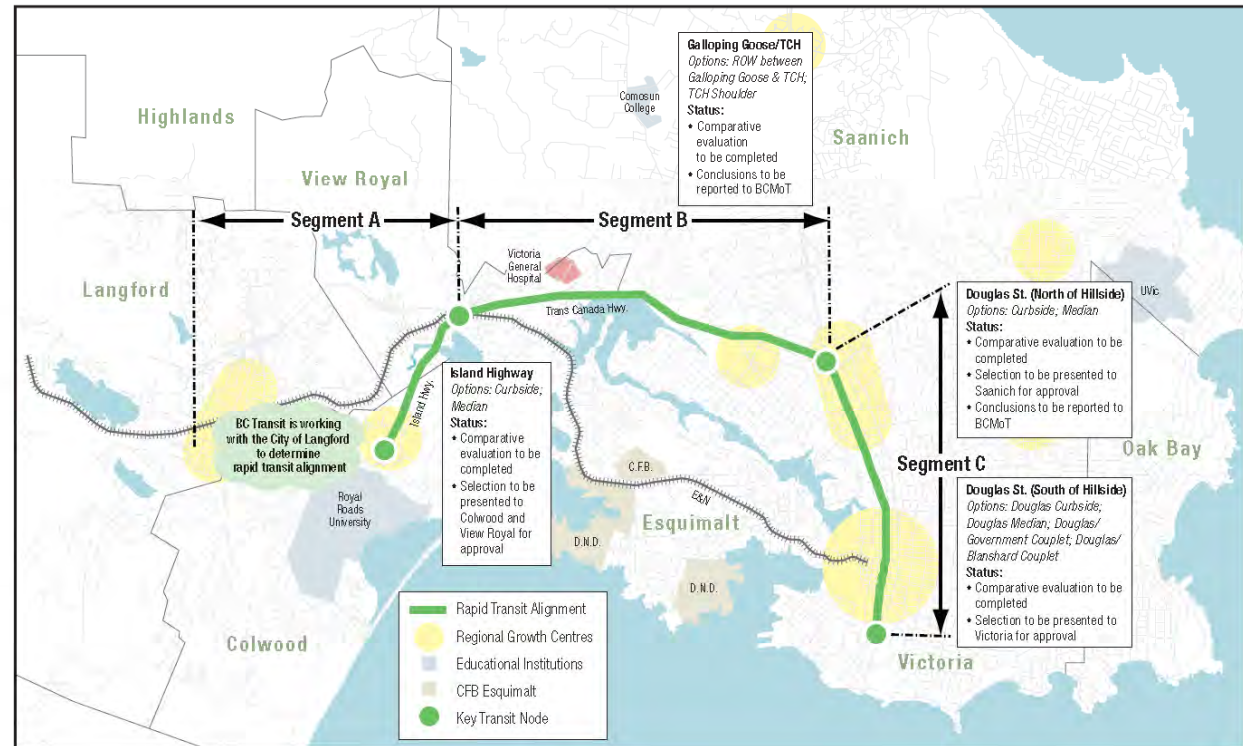 Galloping Goose/TCH
Options: ROW between
Galloping Goose & TCH;
TCH Shoulder
Status:
• Comparative
evaluation
to be completed
• Conclusions to be
reported to BCMoT
Comosun
College
Highlands
Saanich
View Royal
Segment A
Segment B
Victoria
General
Hospital
Langford
UVic
Trans Canada Hwy.
Douglas St. (North of Hillside)
Options: Curbside; Median
Status:
• Comparative evaluation to be
completed
• Selection to be presented to
Saanich for approval
• Conclusions to be reported to
BCMoT
Island Hwy.
Island Highway
Options: Curbside;
Median
Status:
• Comparative
evaluation to be
completed
• Selection to be
presented to
Colwood and
View Royal for
approval
BC Transit is working
with the City of Langford
to determine
rapid transit alignment
Oak Bay
Segment C
C.F.B.
E&N
Royal
Roads
University
Esquimalt
D.N.D.
D.N.D.
Douglas St. (South of Hillside)
Options: Douglas Curbside;
Douglas Median; Douglas/
Government Couplet; Douglas/
Blanshard Couplet
Status:
• Comparative evaluation to be
completed
• Selection to be presented to
Victoria for approval
Rapid Transit Alignment
Regional Growth Centres
Educational Institutions
CFB Esquimalt
Key Transit Node
Colwood
Victoria